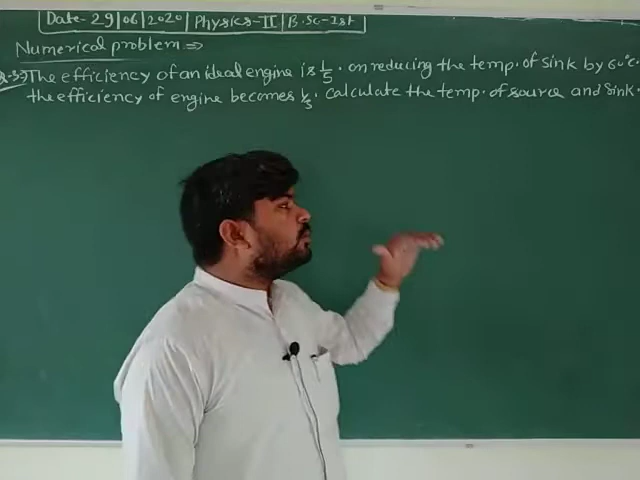 Date-29|06|2020|Physics-II|B.Sc-Ist
Numerical problem ⇒
Q-3:-The efficiency of an ideal engine is 1/5. on reducing the temp. of sink by 60°C.
the efficiency of engine becomes 1/3. calculate the temp. of source and sink.